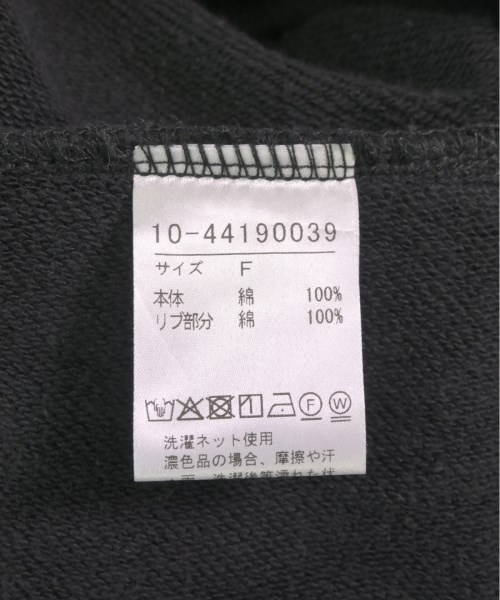 10-44190039
サイズ F
本体 綿 100%
リブ部分 綿 100%
F W
洗濯ネット使用
濃色品の場合、摩擦や汗